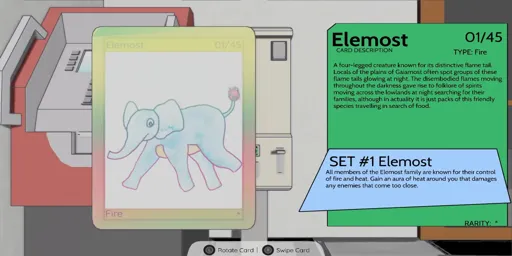 Elemost 01/45
Fire *
Elemost 01/45
CARD DESCRIPTION
TYPE: Fire
A four-legged creature known for its distinctive flame tail.
Locals of the plains of Gaiamost often spot groups of these
flame tails glowing at night. The disembodied flames moving
throughout the darkness gave rise to folklore of spirits
moving across the lowlands at night searching for their
families, although in actuality it is just packs of this friendly
species travelling in search of food.
SET #1 Elemost
All members of the Elemost family are known for their control
of fire and heat. Gain an aura of heat around you that damages
any enemies that come too close.
RARITY: *
Rotate Card | Swipe Card